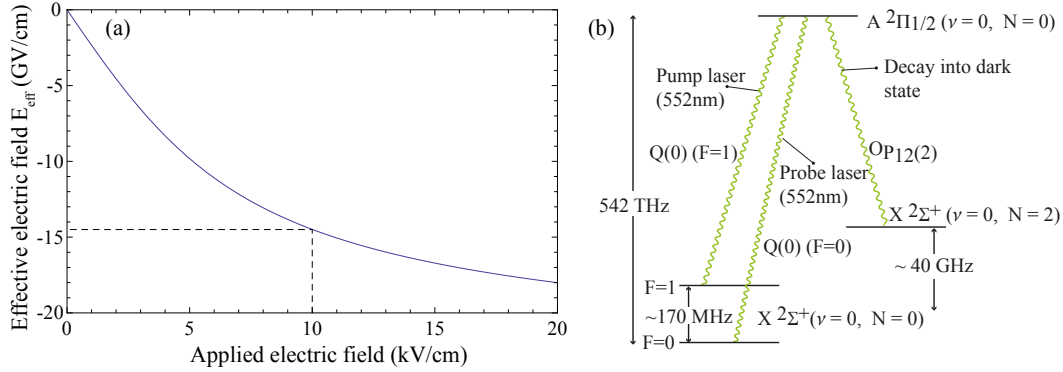 (a)
Effective electric field E_eff (GV/cm)
0
-5
-10
-15
-20
0
5
10
15
20
Applied electric field (kV/cm)
(b)
A ²Π1/2 (ν = 0, N = 0)
Pump laser
(552nm)
Decay into dark
state
Q(0) (F=1)
Probe laser
(552nm)
ᴼP₁₂(2)
542 THz
X ²Σ⁺ (ν = 0, N = 2)
Q(0) (F=0)
~ 40 GHz
F=1
~170 MHz
X ²Σ⁺(ν = 0, N = 0)
F=0